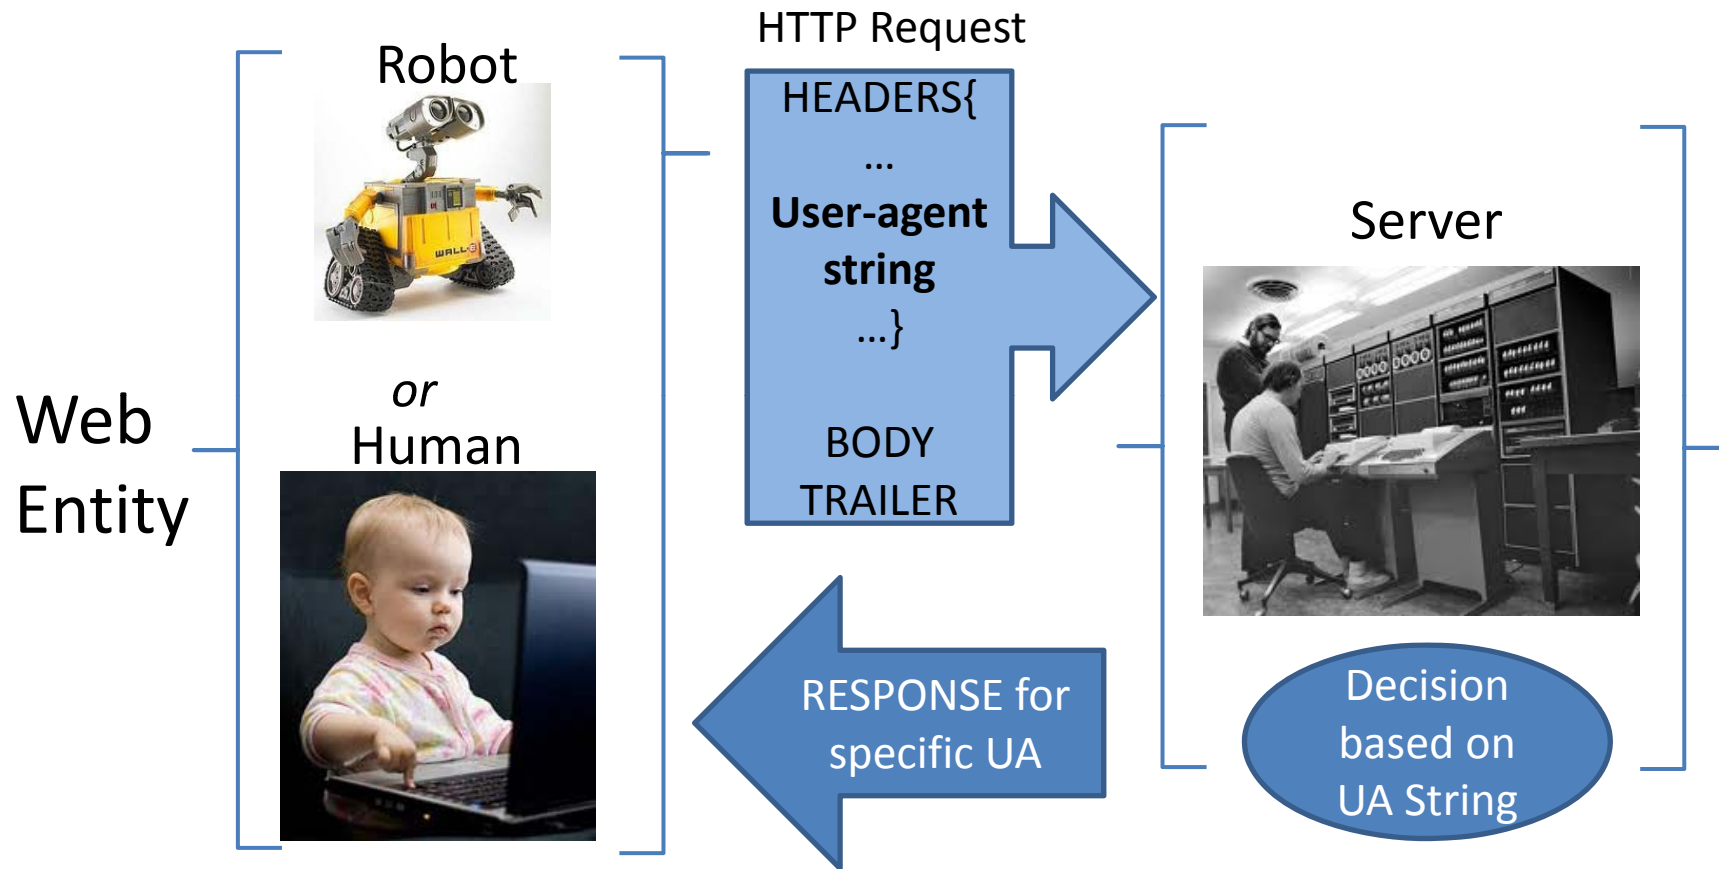 HTTP Request
Robot
WALL•E
or
Human
Web
Entity
HEADERS{
...
User-agent
string
...}
BODY
TRAILER
Server
RESPONSE for
specific UA
Decision
based on
UA String